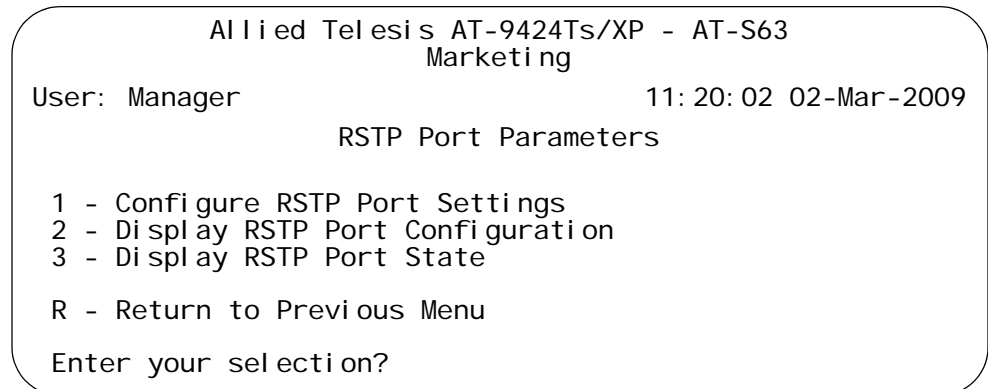 Allied Telesis AT-9424Ts/XP - AT-S63
Marketing
User: Manager 11:20:02 02-Mar-2009
RSTP Port Parameters
1 - Configure RSTP Port Settings
2 - Display RSTP Port Configuration
3 - Display RSTP Port State
R - Return to Previous Menu
Enter your selection?